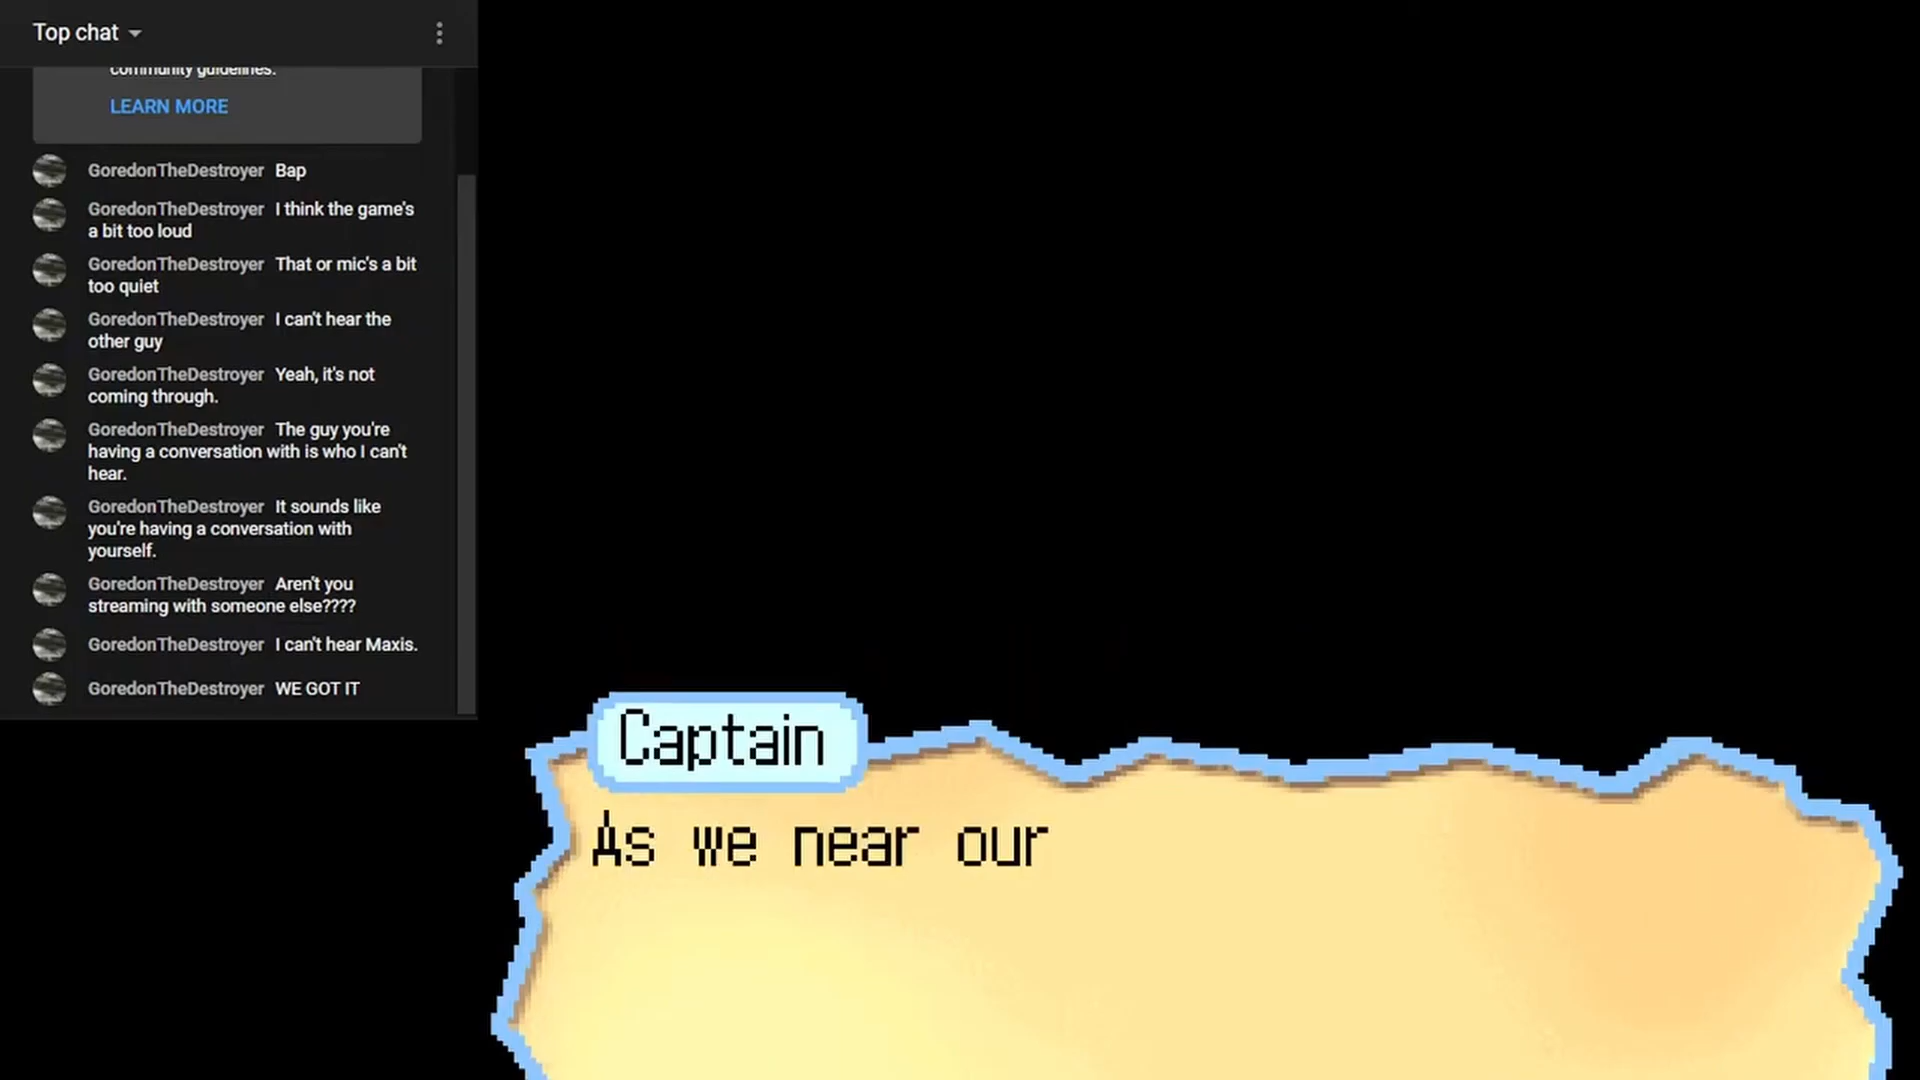 Top chat
community guidelines.
LEARN MORE
GoredonTheDestroyer Bap
GoredonTheDestroyer I think the game's
a bit too loud
GoredonTheDestroyer That or mic's a bit
too quiet
GoredonTheDestroyer I can't hear the
other guy
GoredonTheDestroyer Yeah, it's not
coming through.
GoredonTheDestroyer The guy you're
having a conversation with is who I can't
hear.
GoredonTheDestroyer It sounds like
you're having a conversation with
yourself.
GoredonTheDestroyer Aren't you
streaming with someone else????
GoredonTheDestroyer I can't hear Maxis.
GoredonTheDestroyer WE GOT IT
Captain
As we near our